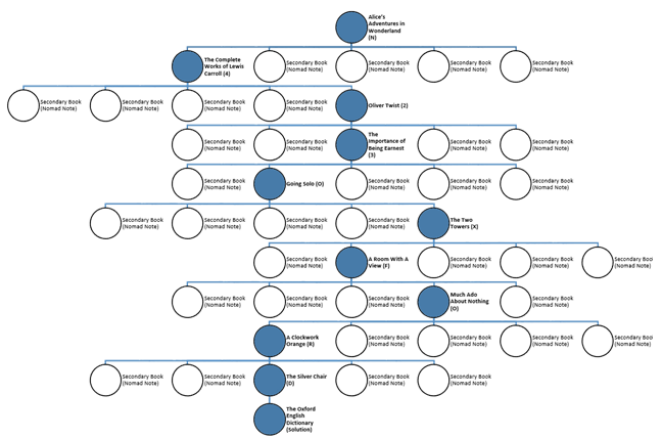 Alice's
Adventures in
Wonderland
(N)
The Complete
Works of Lewis
Carroll (4)
Secondary Book
(Nomad Note)
Secondary Book
(Nomad Note)
Secondary Book
(Nomad Note)
Secondary Book
(Nomad Note)
Secondary Book
(Nomad Note)
Secondary Book
(Nomad Note)
Secondary Book
(Nomad Note)
Secondary Book
(Nomad Note)
Oliver Twist (2)
Secondary Book
(Nomad Note)
Secondary Book
(Nomad Note)
The
Importance of
Being Earnest
(3)
Secondary Book
(Nomad Note)
Secondary Book
(Nomad Note)
Secondary Book
(Nomad Note)
Going Solo (O)
Secondary Book
(Nomad Note)
Secondary Book
(Nomad Note)
Secondary Book
(Nomad Note)
Secondary Book
(Nomad Note)
Secondary Book
(Nomad Note)
Secondary Book
(Nomad Note)
Secondary Book
(Nomad Note)
The Two
Towers (X)
Secondary Book
(Nomad Note)
A Room With A
View (F)
Secondary Book
(Nomad Note)
Secondary Book
(Nomad Note)
Secondary Boo
(Nomad Note)
Secondary Book
(Nomad Note)
Secondary Book
(Nomad Note)
Secondary Book
(Nomad Note)
Much Ado
About Nothing
(O)
Secondary Book
(Nomad Note)
A Clockwork
Orange (R)
Secondary Book
(Nomad Note)
Secondary Book
(Nomad Note)
Secondary Book
(Nomad Note)
Secondary Boo
(Nomad Note)
Secondary Book
(Nomad Note)
Secondary Book
(Nomad Note)
The Silver Chair
(D)
Secondary Book
(Nomad Note)
Secondary Book
(Nomad Note)
The Oxford
English
Dictionary
(Solution)